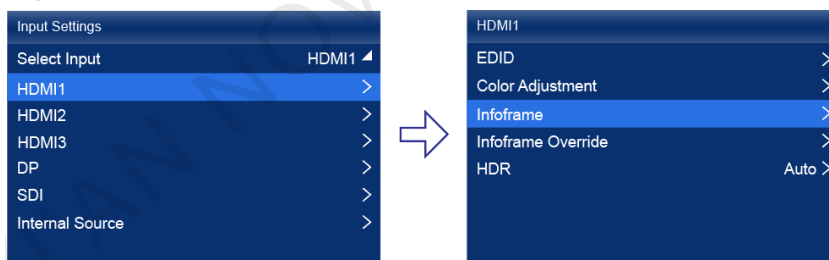 Input Settings
Select Input HDMI1
HDMI1 >
HDMI2 >
HDMI3 >
DP >
SDI >
Internal Source >
HDMI1
EDID >
Color Adjustment >
Infoframe >
Infoframe Override >
HDR Auto >